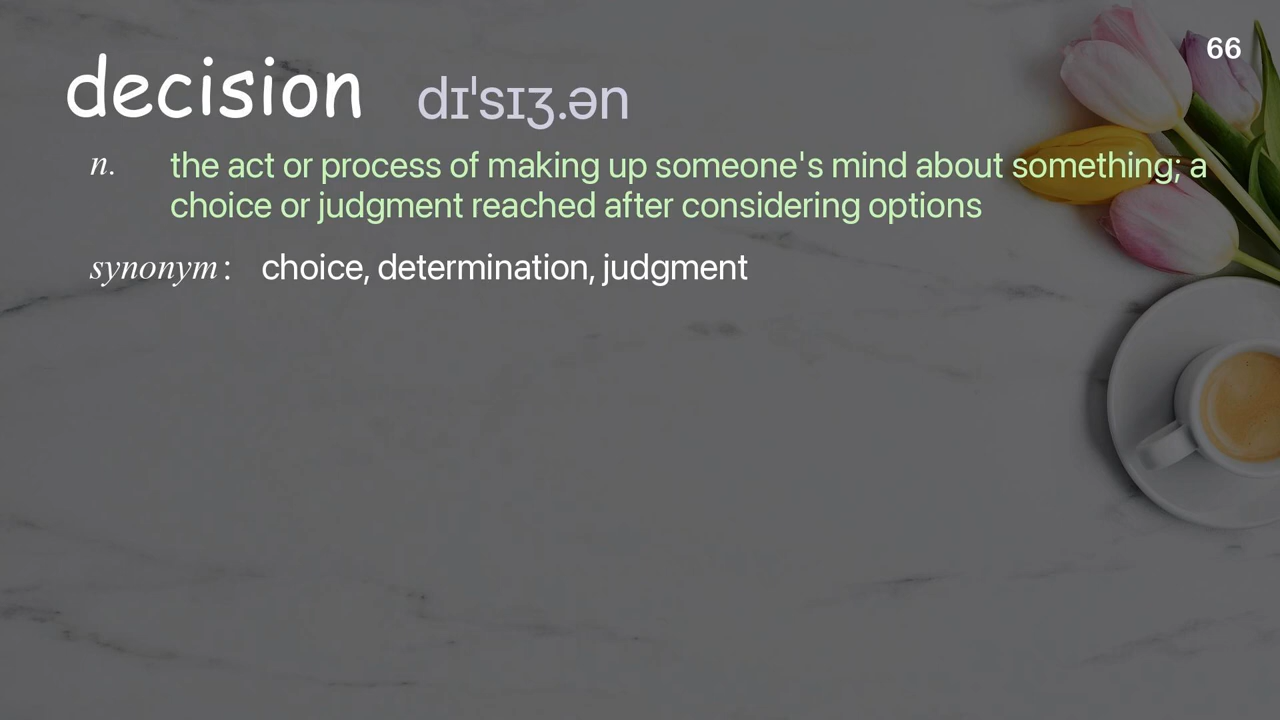 66
decision dɪˈsɪʒ.ən
n. the act or process of making up someone's mind about something; a
choice or judgment reached after considering options
synonym: choice, determination, judgment